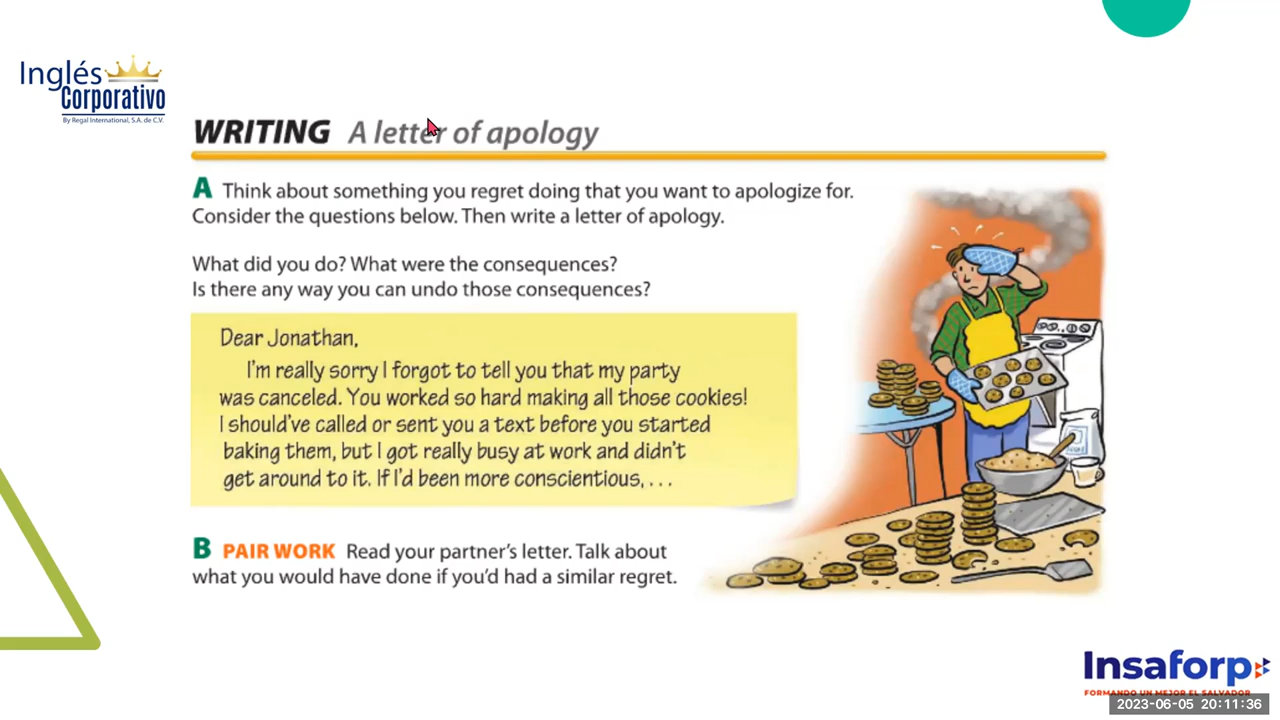 Inglés
Corporativo
By Regal International, S.A. de C.V.
WRITING A letter of apology
A Think about something you regret doing that you want to apologize for.
Consider the questions below. Then write a letter of apology.
What did you do? What were the consequences?
Is there any way you can undo those consequences?
Dear Jonathan,
I'm really sorry I forgot to tell you that my party
was canceled. You worked so hard making all those cookies!
I should've called or sent you a text before you started
baking them, but I got really busy at work and didn't
get around to it. If I'd been more conscientious, . . .
B PAIR WORK Read your partner's letter. Talk about
what you would have done if you'd had a similar regret.
Insaforp
FORMANDO UN MEJOR EL SALVADOR
2023-06-05 20:11:36